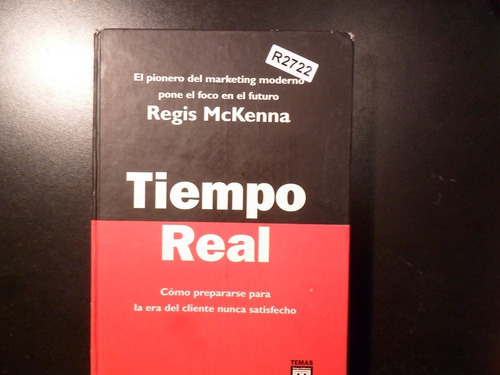 R2722
El pionero del marketing moderno
pone el foco en el futuro
Regis McKenna
Tiempo
Real
Cómo prepararse para
la era del cliente nunca satisfecho
TEMAS